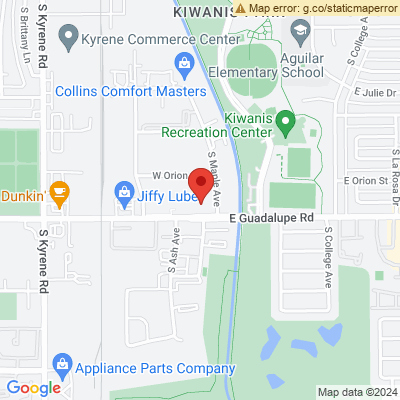 Map error: g.co/staticmaperror
KIWANIS PARK
S Brittany Ln
S Kyrene Rd
Kyrene Commerce Center
Aguilar
Elementary School
S College Ave
Collins Comfort Masters
E Julie Dr
Kiwanis
Recreation Center
S Maple Ave
W Orion
S La Rosa Dr
E Orion St
Dunkin'
Jiffy Lube
E Guadalupe Rd
S Kyrene Rd
S Ash Ave
S College Ave
Appliance Parts Company
Google
Map data ©2024